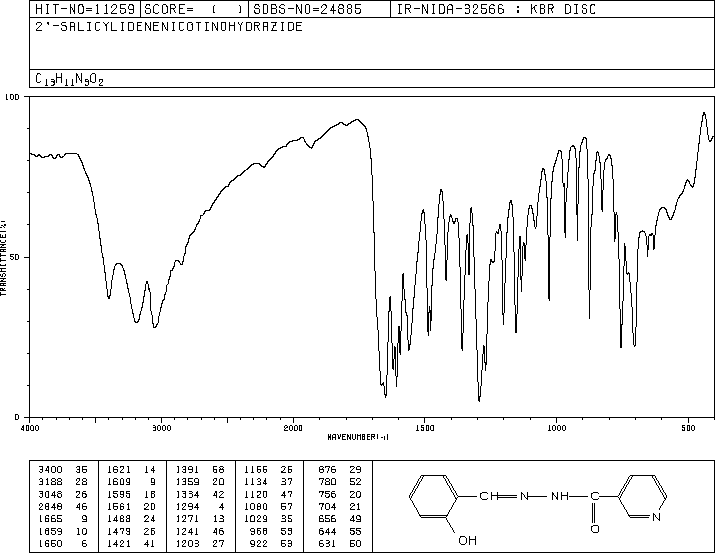 HIT-NO=11259 SCORE= ( ) SDBS-NO=24885 IR-NIDA-32566 : KBR DISC
2'-SALICYLIDENENICOTINOHYDRAZIDE
C13H11N3O2
100
50
0
TRANSMITTANCE(%)
4000 3000 2000 1500 1000 500
WAVENUMBER(-1)
3400 35 1621 14 1391 58 1155 25 876 29
3188 28 1609 9 1359 20 1134 37 780 52
3048 26 1595 18 1334 42 1120 47 756 20
2848 46 1561 20 1294 4 1080 57 704 21
1665 9 1488 24 1271 13 1029 35 656 49
1659 10 1479 26 1241 46 968 53 644 55
1650 6 1421 41 1203 27 922 53 631 50
CH N NH C
O
N
OH